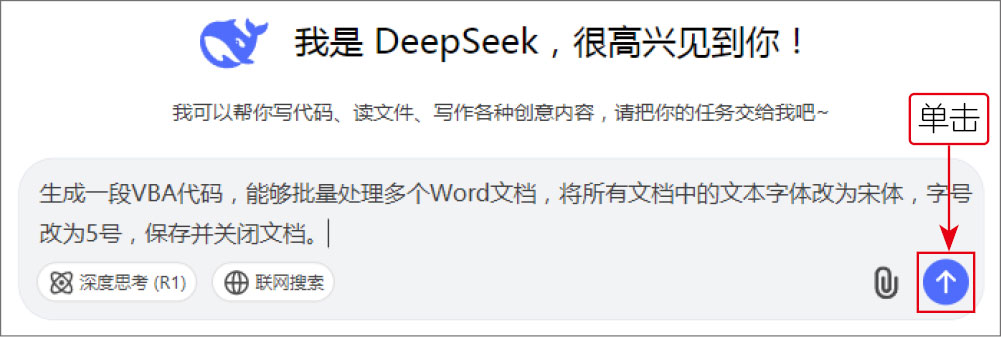 我是 DeepSeek，很高兴见到你！
我可以帮你写代码、读文件、写作各种创意内容，请把你的任务交给我吧~
单击
生成一段VBA代码，能够批量处理多个Word文档，将所有文档中的文本字体改为宋体，字号
改为5号，保存并关闭文档。
深度思考 (R1) 联网搜索